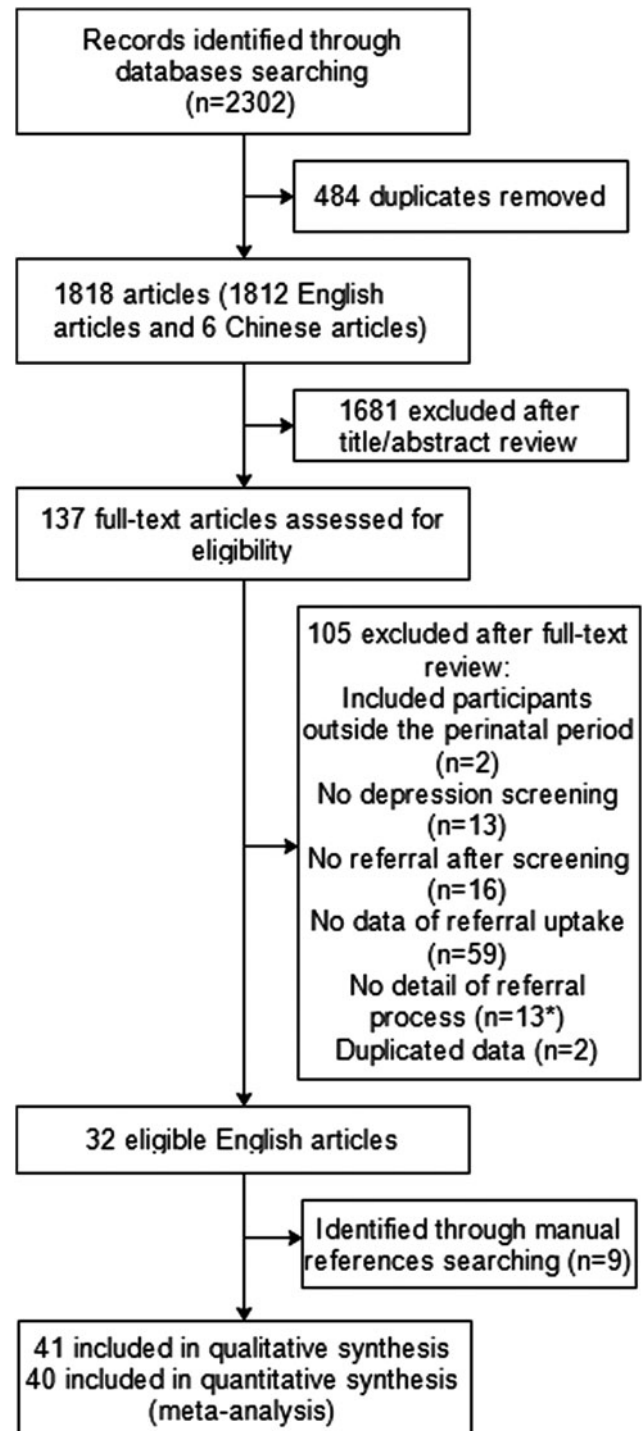 Records identified through
databases searching
(n=2302)
484 duplicates removed
1818 articles (1812 English
articles and 6 Chinese articles)
1681 excluded after
title/abstract review
137 full-text articles assessed for
eligibility
105 excluded after full-text
review:
Included participants
outside the perinatal period
(n=2)
No depression screening
(n=13)
No referral after screening
(n=16)
No data of referral uptake
(n=59)
No detail of referral
process (n=13*)
Duplicated data (n=2)
32 eligible English articles
Identified through manual
references searching (n=9)
41 included in qualitative synthesis
40 included in quantitative synthesis
(meta-analysis)